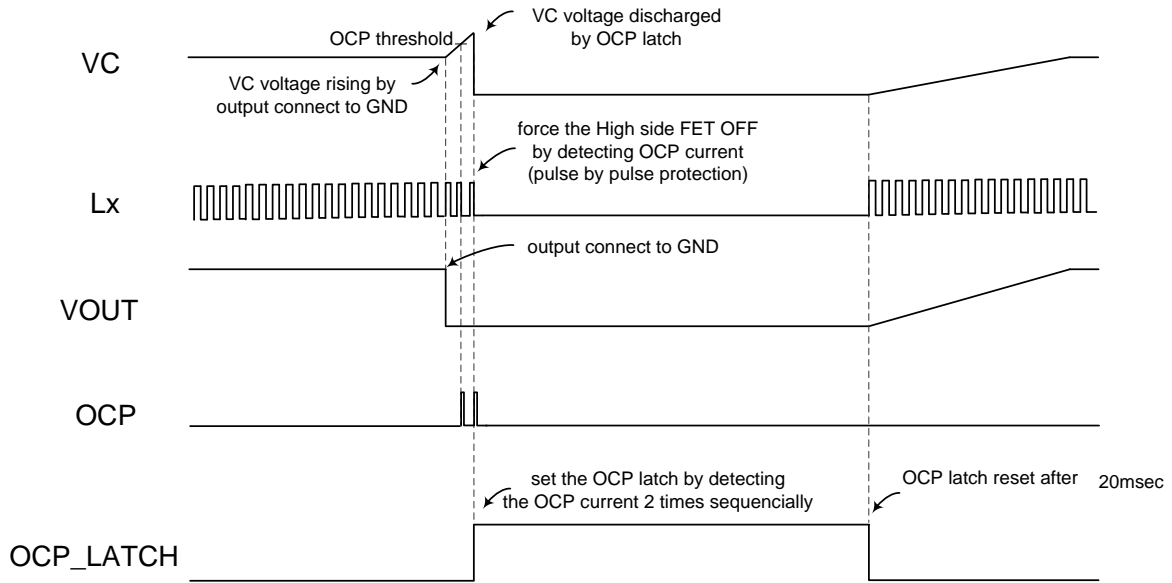 VC voltage discharged
by OCP latch
OCP threshold
VC
VC voltage rising by
output connect to GND
force the High side FET OFF
by detecting OCP current
(pulse by pulse protection)
Lx
output connect to GND
VOUT
OCP
set the OCP latch by detecting
the OCP current 2 times sequencially
OCP latch reset after 20msec
OCP_LATCH